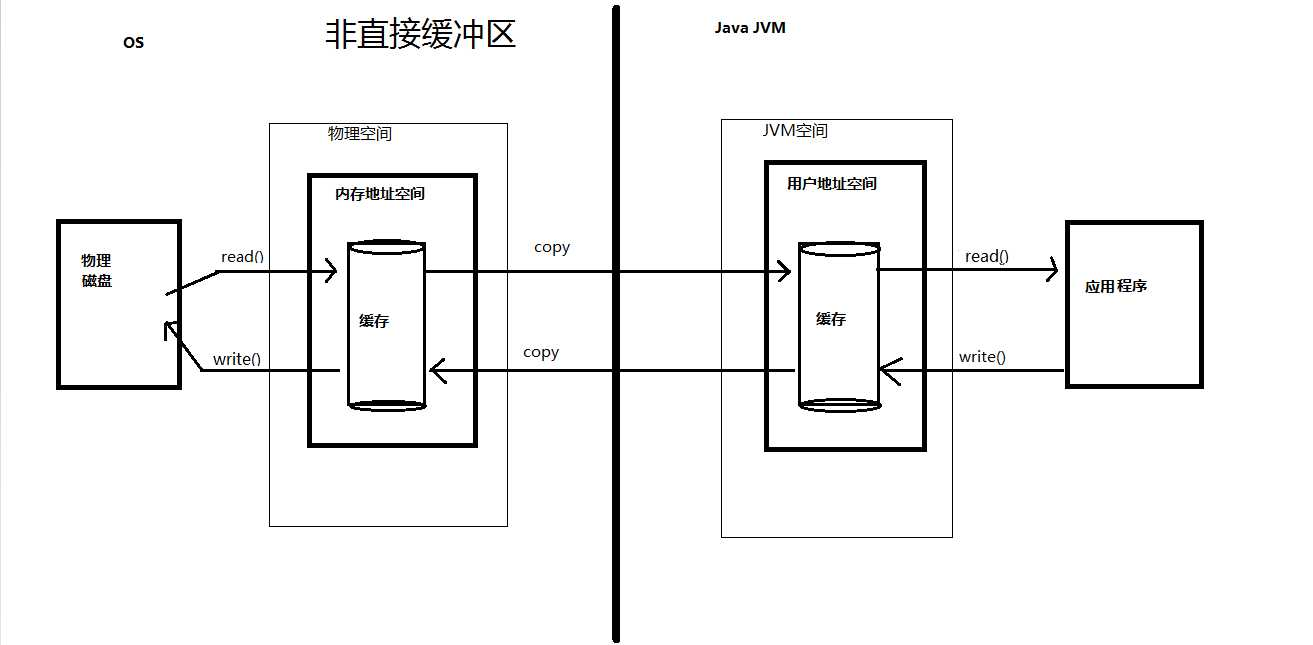 OS
非直接缓冲区
Java JVM
物理空间
内存地址空间
JVM空间
用户地址空间
物理
磁盘
read()
缓存
write()
copy
copy
缓存
read()
write()
应用程序